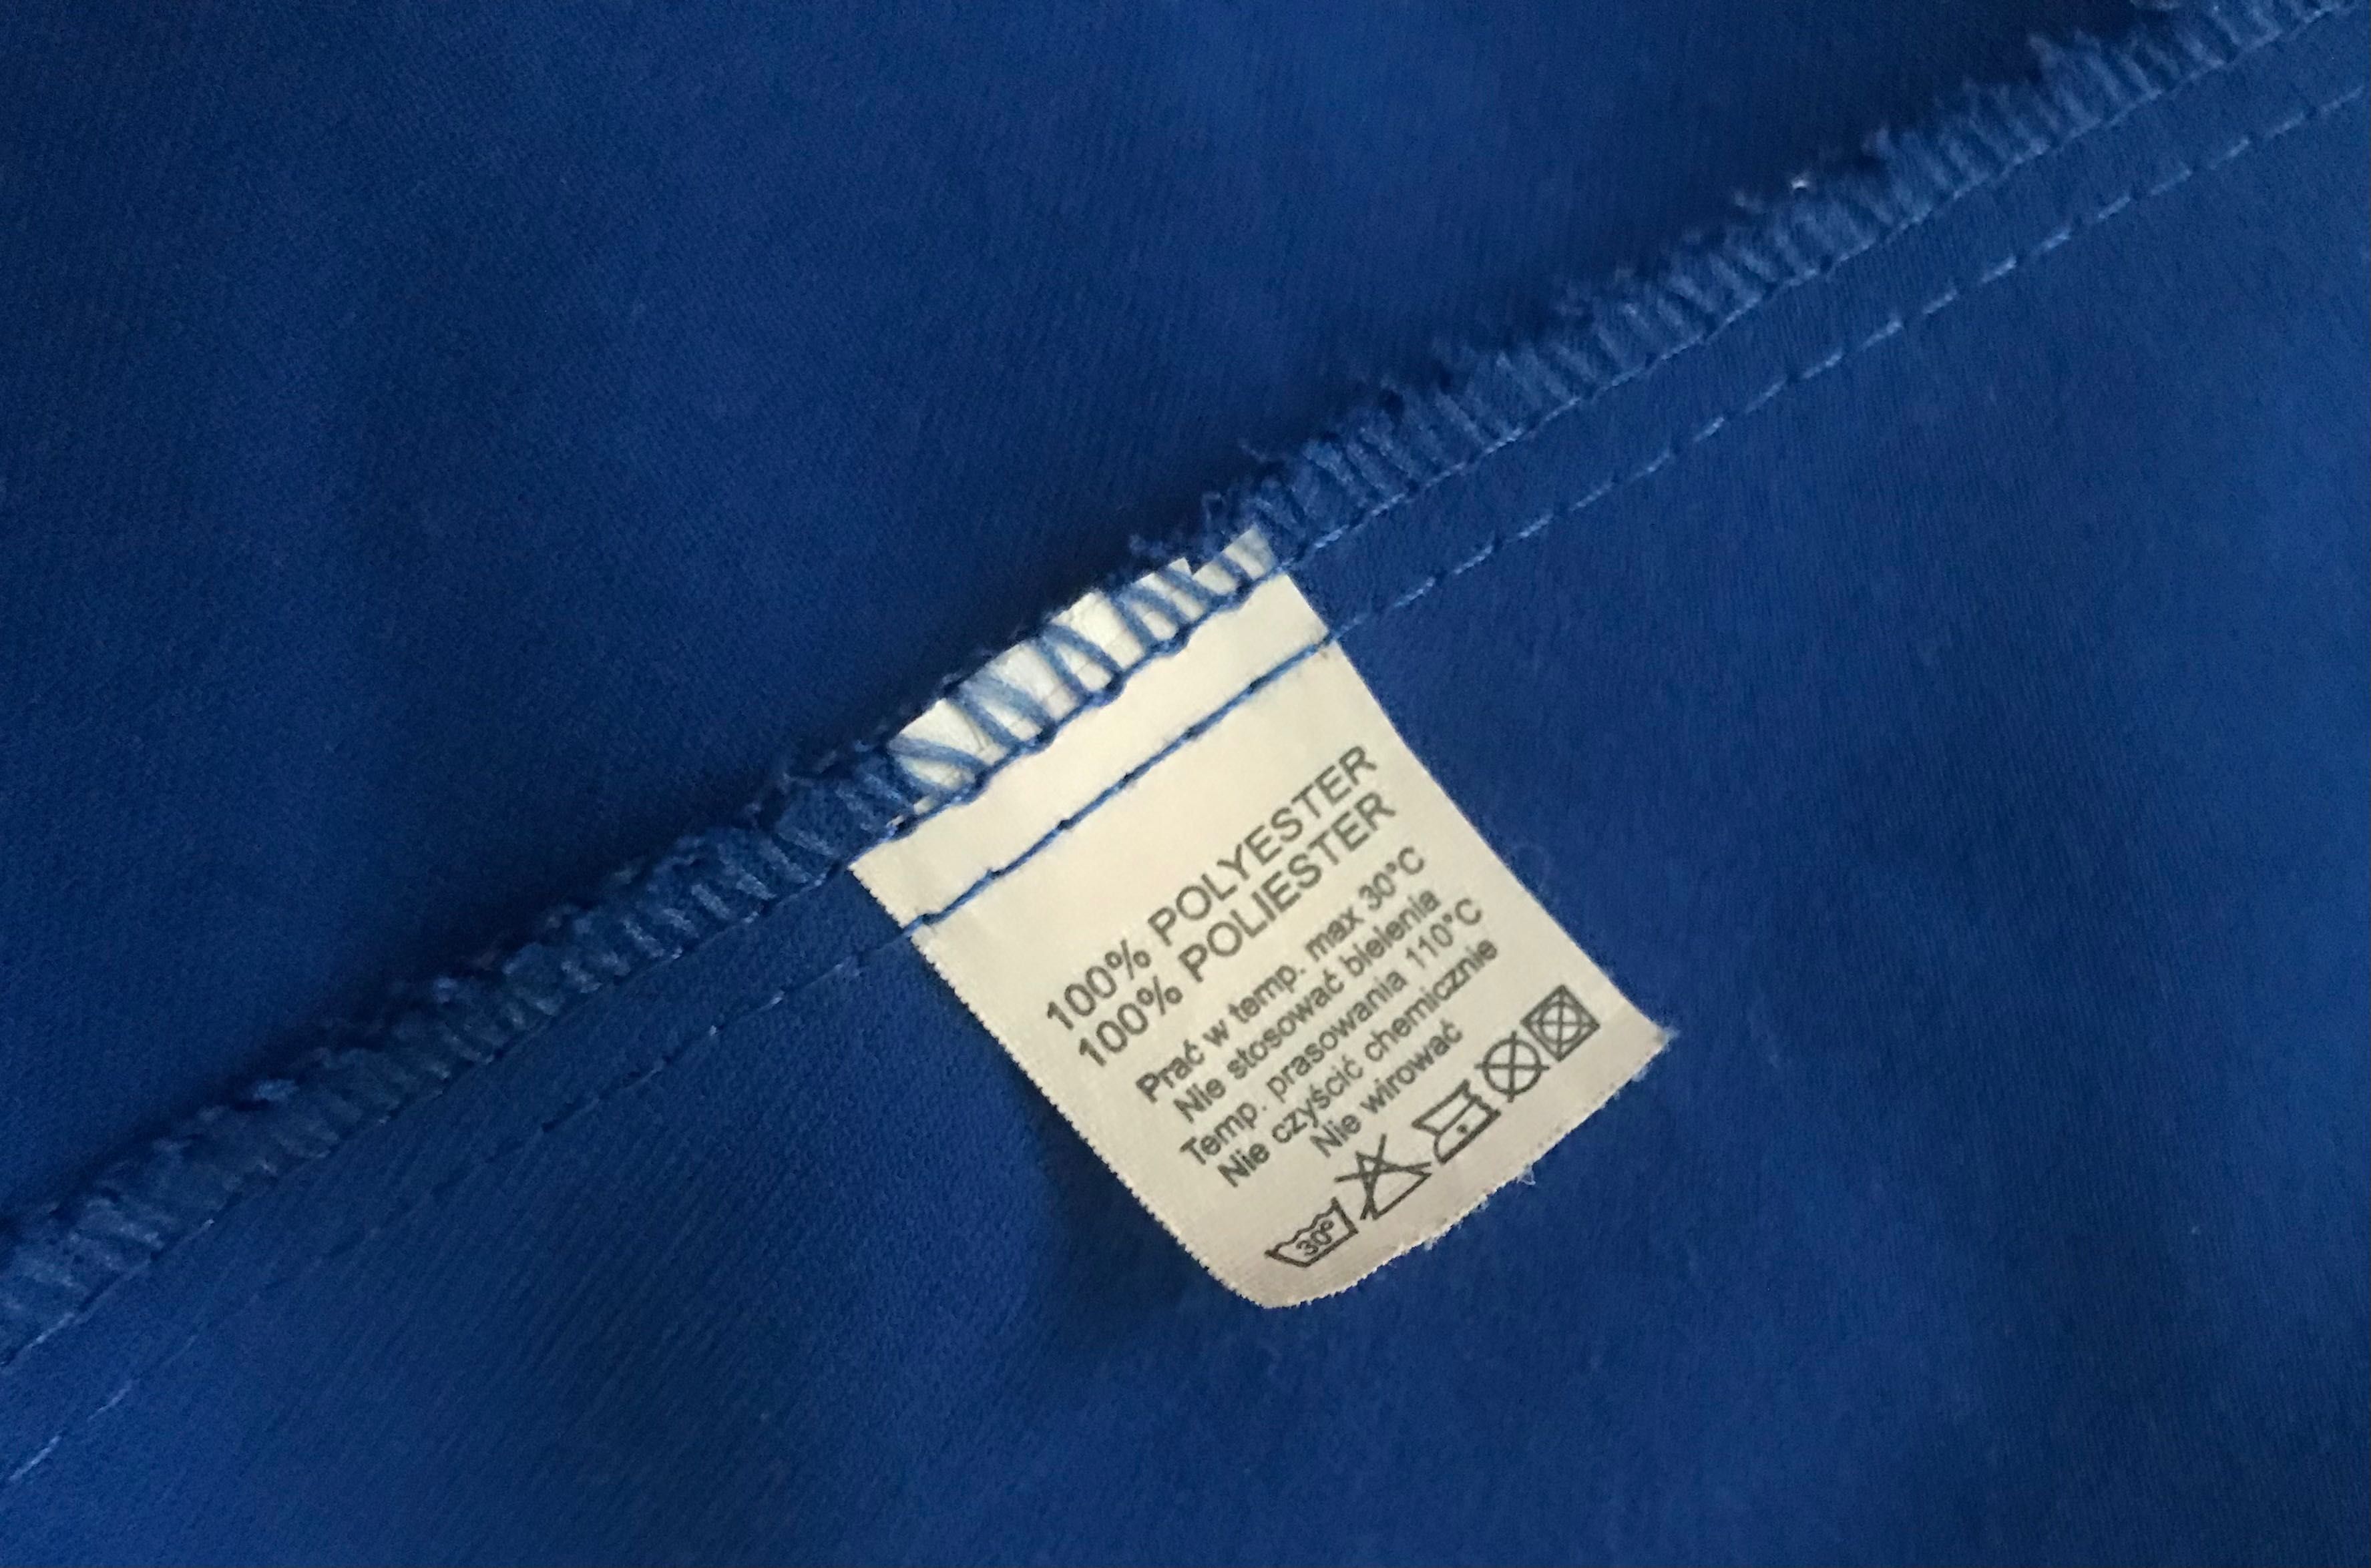 100% POLYESTER
100% POLIESTER
Prać w temp. max 30°C
Nie stosować bielenia
Temp. prasowania 110°C
Nie czyścić chemicznie
Nie wirować
30°